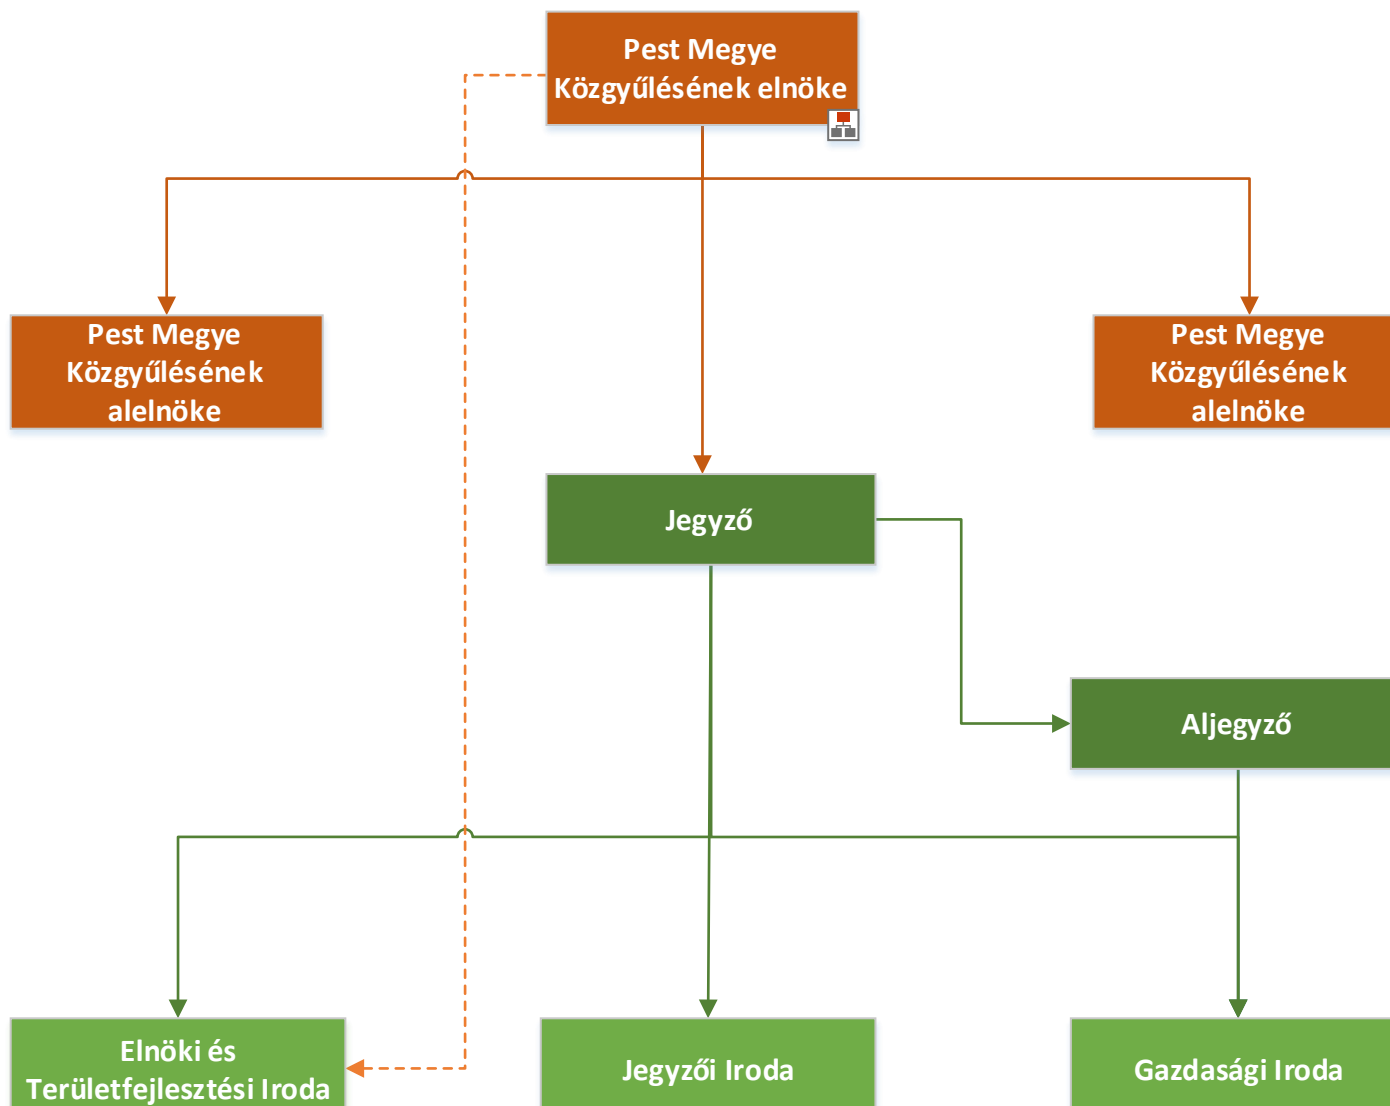 Pest Megye
Közgyűlésének elnöke
Pest Megye
Közgyűlésének
alelnöke
Pest Megye
Közgyűlésének
alelnöke
Jegyző
Aljegyző
Elnöki és
Területfejlesztési Iroda
Jegyzői Iroda
Gazdasági Iroda